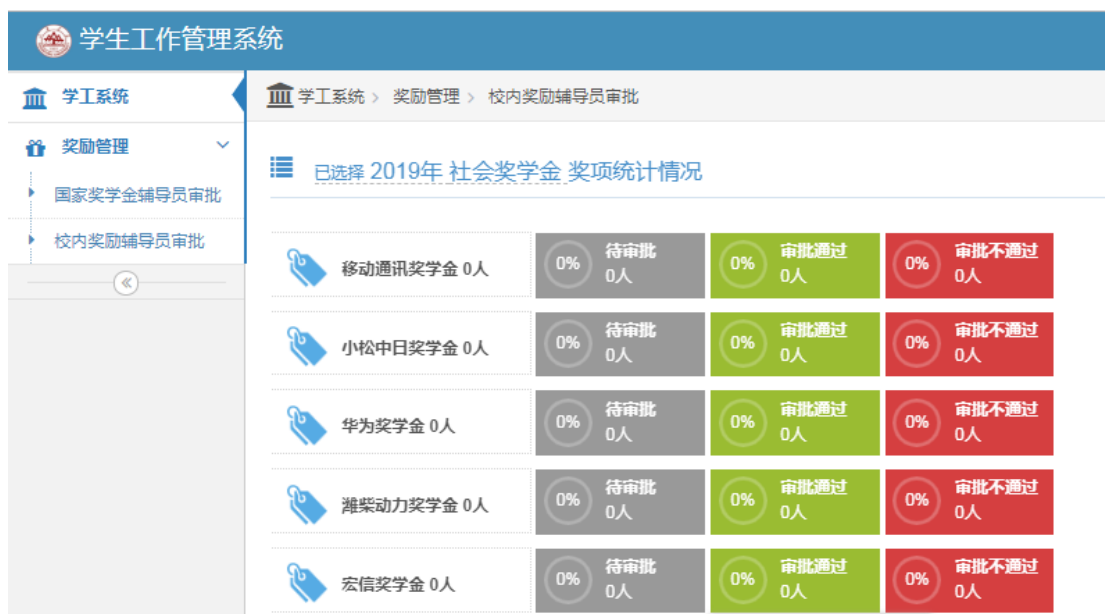 学生工作管理系统
学工系统
奖励管理
国家奖学金辅导员审批
校内奖励辅导员审批
学工系统 > 奖励管理 > 校内奖励辅导员审批
已选择 2019年 社会奖学金 奖项统计情况
移动通讯奖学金 0人 0% 待审批 0人 0% 审批通过 0人 0% 审批不通过 0人
小松中日奖学金 0人 0% 待审批 0人 0% 审批通过 0人 0% 审批不通过 0人
华为奖学金 0人 0% 待审批 0人 0% 审批通过 0人 0% 审批不通过 0人
潍柴动力奖学金 0人 0% 待审批 0人 0% 审批通过 0人 0% 审批不通过 0人
宏信奖学金 0人 0% 待审批 0人 0% 审批通过 0人 0% 审批不通过 0人